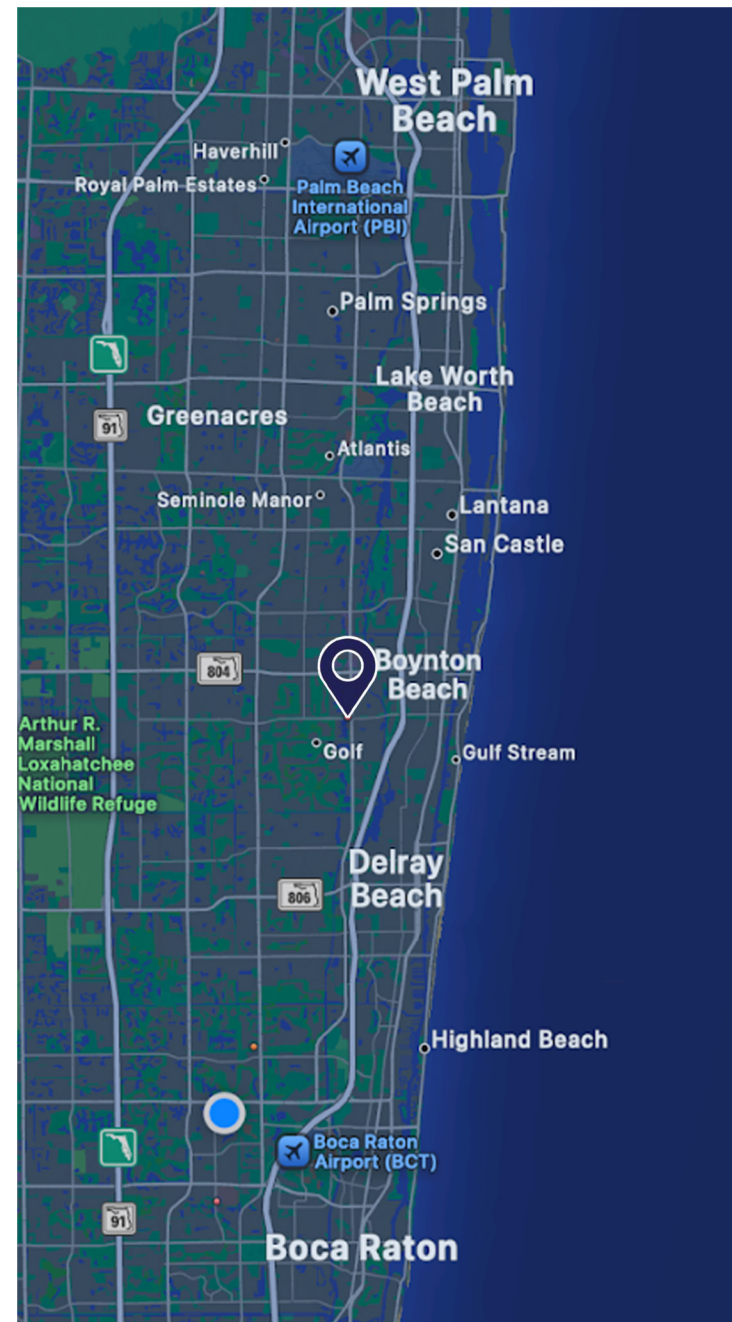 West Palm
Beach
Haverhill
Royal Palm Estates
Palm Beach
International
Airport (PBI)
Palm Springs
Lake Worth
Beach
Greenacres
91
Atlantis
Seminole Manor
Lantana
San Castle
804
Boynton
Beach
Arthur R.
Marshall
Loxahatchee
National
Wildlife Refuge
Golf
Gulf Stream
Delray
Beach
806
Highland Beach
Boca Raton
Airport (BCT)
91
Boca Raton